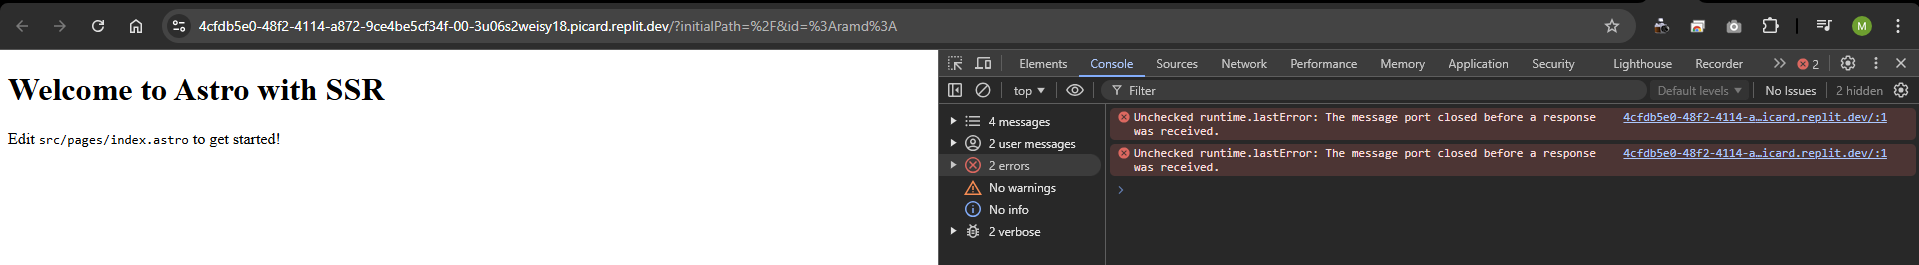 4cfdb5e0-48f2-4114-a872-9ce4be5cf34f-00-3u06s2weisy18.picard.replit.dev/?initialPath=%2F&id=%3Aramd%3A
M
Welcome to Astro with SSR
Edit src/pages/index.astro to get started!
Elements Console Sources Network Performance Memory Application Security Lighthouse Recorder 2
top Filter Default levels No Issues 2 hidden
4 messages
2 user messages
2 errors
No warnings
No info
2 verbose
Unchecked runtime.lastError: The message port closed before a response 4cfdb5e0-48f2-4114-a…icard.replit.dev/:1
was received.
Unchecked runtime.lastError: The message port closed before a response 4cfdb5e0-48f2-4114-a…icard.replit.dev/:1
was received.